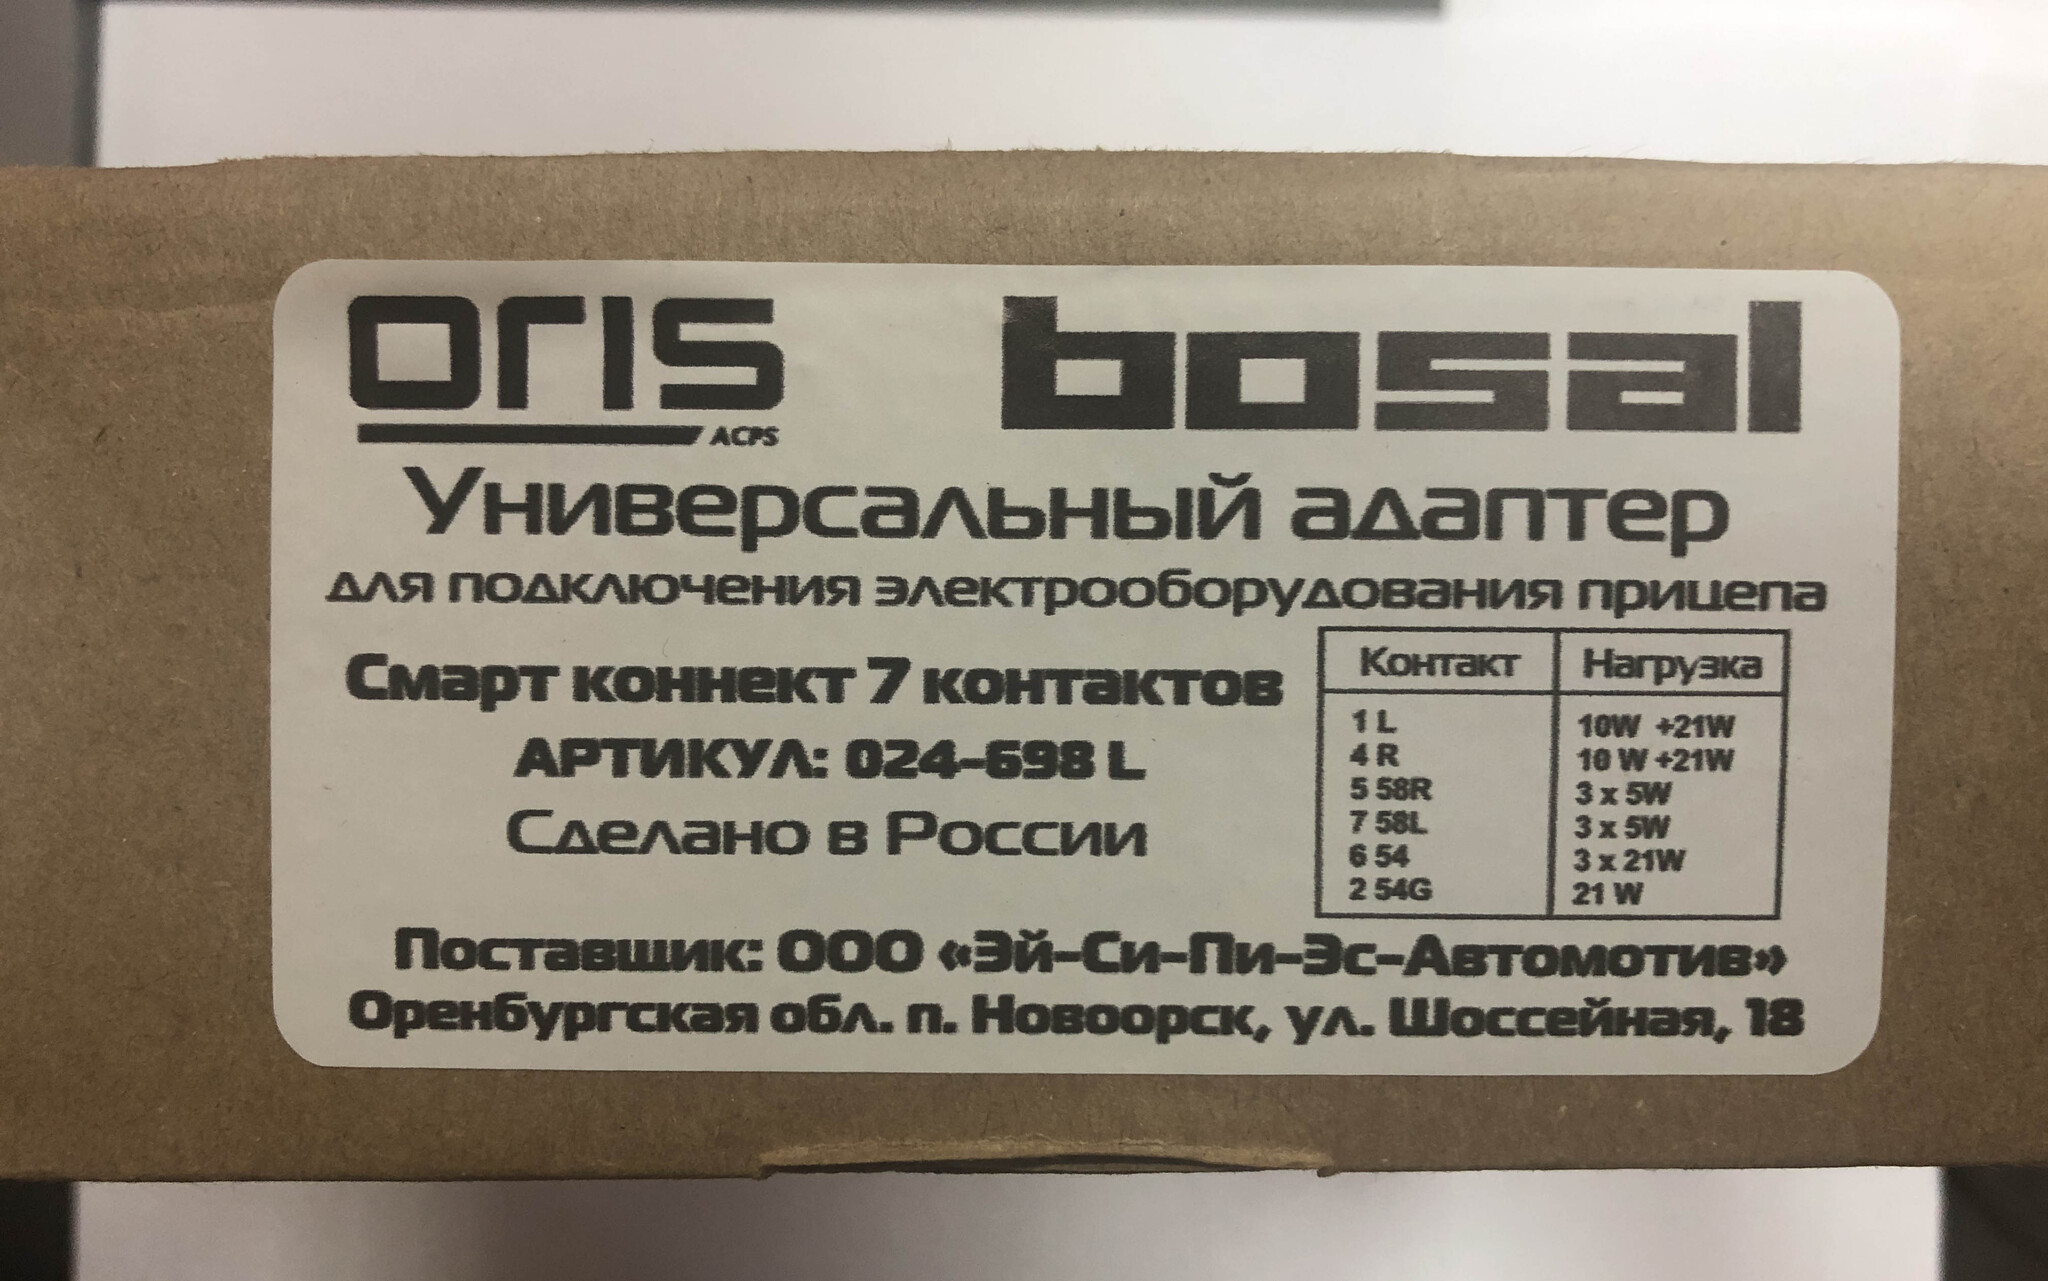 oris bosal
ACPS
Универсальный адаптер
для подключения электрооборудования прицепа
Смарт коннект 7 контактов
АРТИКУЛ: 024-698 L
Сделано в России
Контакт Нагрузка
1 L 10W +21W
4 R 10 W +21W
5 58R 3 x 5W
7 58L 3 x 5W
6 54 3 x 21W
2 54G 21 W
Поставщик: ООО «Эй-Си-Пи-Эс-Автомотив»
Оренбургская обл. п. Новоорск, ул. Шоссейная, 18